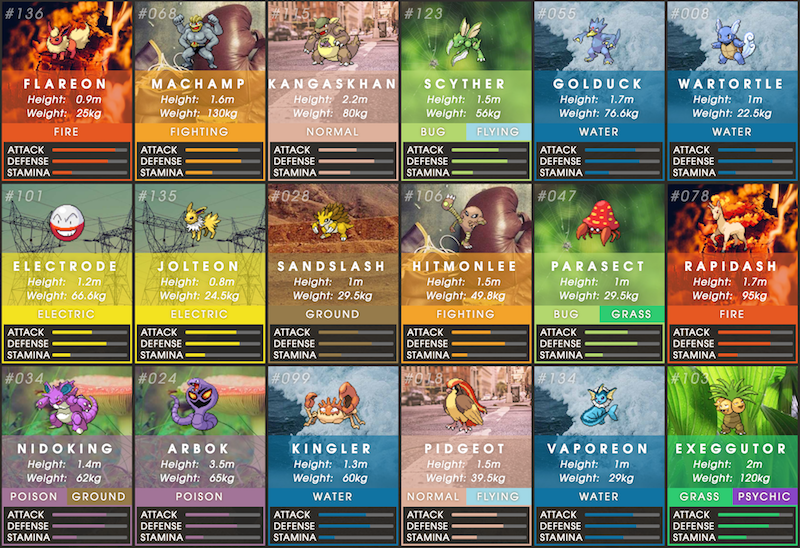 #136
FLAREON
Height: 0.9m
Weight: 25kg
FIRE
ATTACK
DEFENSE
STAMINA
#068
MACHAMP
Height: 1.6m
Weight: 130kg
FIGHTING
ATTACK
DEFENSE
STAMINA
#115
KANGASKHAN
Height: 2.2m
Weight: 80kg
NORMAL
ATTACK
DEFENSE
STAMINA
#123
SCYTHER
Height: 1.5m
Weight: 56kg
BUG FLYING
ATTACK
DEFENSE
STAMINA
#055
GOLDUCK
Height: 1.7m
Weight: 76.6kg
WATER
ATTACK
DEFENSE
STAMINA
#008
WARTORTLE
Height: 1m
Weight: 22.5kg
WATER
ATTACK
DEFENSE
STAMINA
#101
ELECTRODE
Height: 1.2m
Weight: 66.6kg
ELECTRIC
ATTACK
DEFENSE
STAMINA
#135
JOLTEON
Height: 0.8m
Weight: 24.5kg
ELECTRIC
ATTACK
DEFENSE
STAMINA
#028
SANDSLASH
Height: 1m
Weight: 29.5kg
GROUND
ATTACK
DEFENSE
STAMINA
#106
HITMONLEE
Height: 1.5m
Weight: 49.8kg
FIGHTING
ATTACK
DEFENSE
STAMINA
#047
PARASECT
Height: 1m
Weight: 29.5kg
BUG GRASS
ATTACK
DEFENSE
STAMINA
#078
RAPIDASH
Height: 1.7m
Weight: 95kg
FIRE
ATTACK
DEFENSE
STAMINA
#034
NIDOKING
Height: 1.4m
Weight: 62kg
POISON GROUND
ATTACK
DEFENSE
STAMINA
#024
ARBOK
Height: 3.5m
Weight: 65kg
POISON
ATTACK
DEFENSE
STAMINA
#099
KINGLER
Height: 1.3m
Weight: 60kg
WATER
ATTACK
DEFENSE
STAMINA
#018
PIDGEOT
Height: 1.5m
Weight: 39.5kg
NORMAL FLYING
ATTACK
DEFENSE
STAMINA
#134
VAPOREON
Height: 1m
Weight: 29kg
WATER
ATTACK
DEFENSE
STAMINA
#103
EXEGGUTOR
Height: 2m
Weight: 120kg
GRASS PSYCHIC
ATTACK
DEFENSE
STAMINA